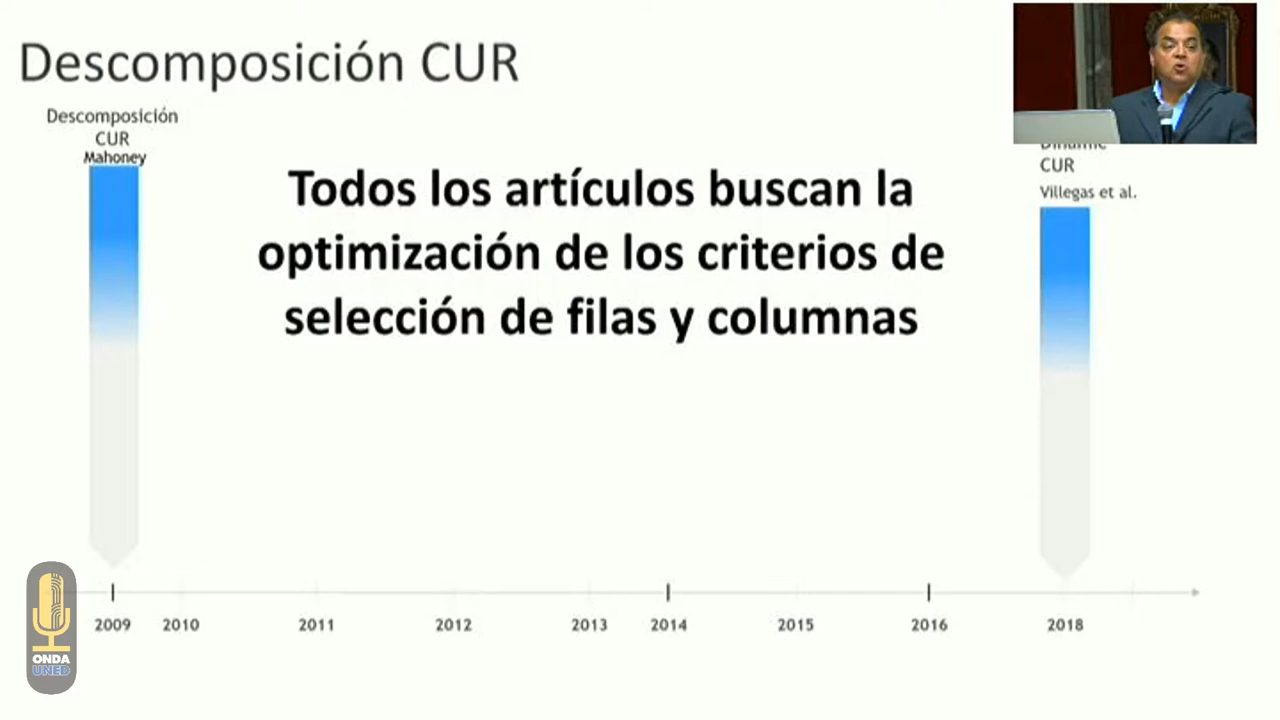 Descomposición CUR
Descomposición
CUR
Mahoney
Todos los artículos buscan la
optimización de los criterios de
selección de filas y columnas
CUR
Villegas et al.
2009 2010 2011 2012 2013 2014 2015 2016 2018
ONDA
UNED